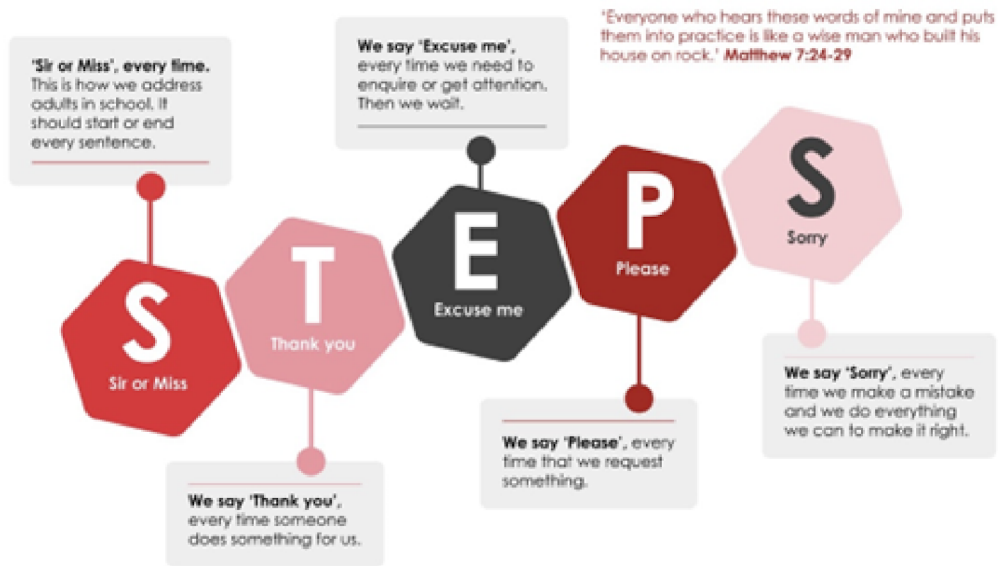 'Everyone who hears these words of mine and puts
them into practice is like a wise man who built his
house on rock.' Matthew 7:24-29
'Sir or Miss', every time.
This is how we address
adults in school. It
should start or end
every sentence.
S
Sir or Miss
T
Thank you
We say 'Thank you',
every time someone
does something for us.
We say 'Excuse me',
every time we need to
enquire or get attention.
Then we wait.
E
Excuse me
P
Please
We say 'Please', every
time that we request
something.
S
Sorry
We say 'Sorry', every
time we make a mistake
and we do everything
we can to make it right.